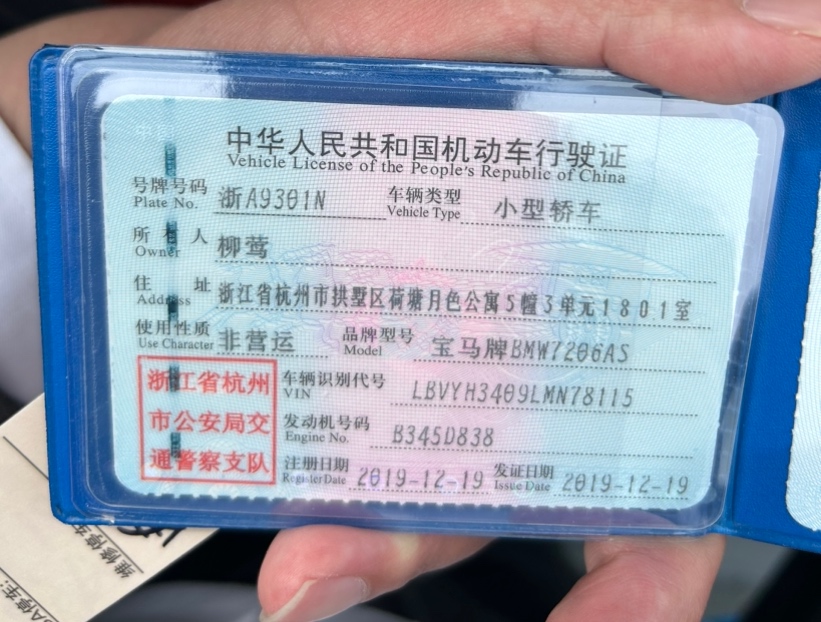 中华人民共和国机动车行驶证
Vehicle License of the People's Republic of China
号牌号码 浙A9301N 车辆类型 小型轿车
Plate No. Vehicle Type
所有人 柳莺
Owner
住址 浙江省杭州市拱墅区荷塘月色公寓5幢3单元1801室
Address
使用性质 非营运 品牌型号 宝马牌BMW7206AS
Use Character Model
浙江省杭州
市公安局交
通警察支队
车辆识别代号 LBVYH3409LMN78115
VIN
发动机号码 B345D838
Engine No.
注册日期 2019-12-19 发证日期 2019-12-19
Register Date Issue Date